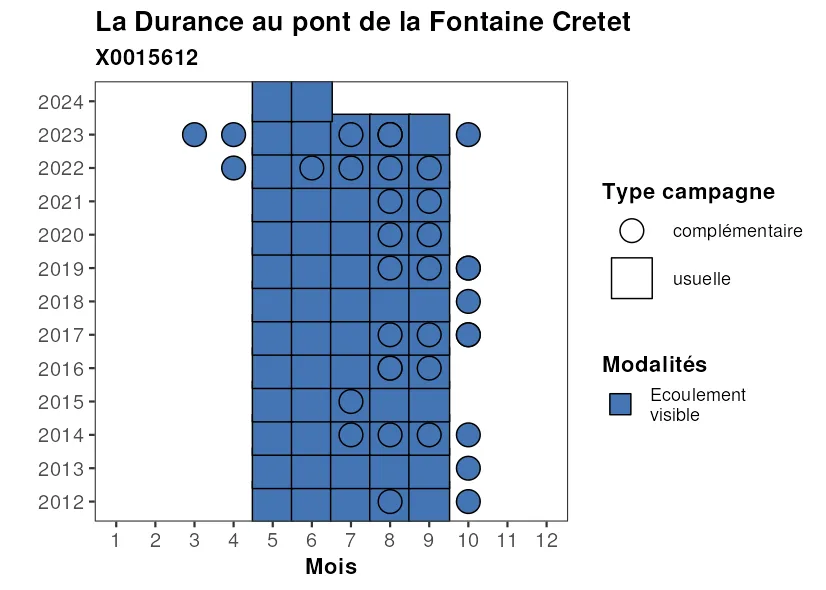 La Durance au pont de la Fontaine Cretet
X0015612
2024
2023
2022
2021
2020
2019
2018
2017
2016
2015
2014
2013
2012
1 2 3 4 5 6 7 8 9 10 11 12
Mois
Type campagne
complémentaire
usuelle
Modalités
Ecoulement
visible